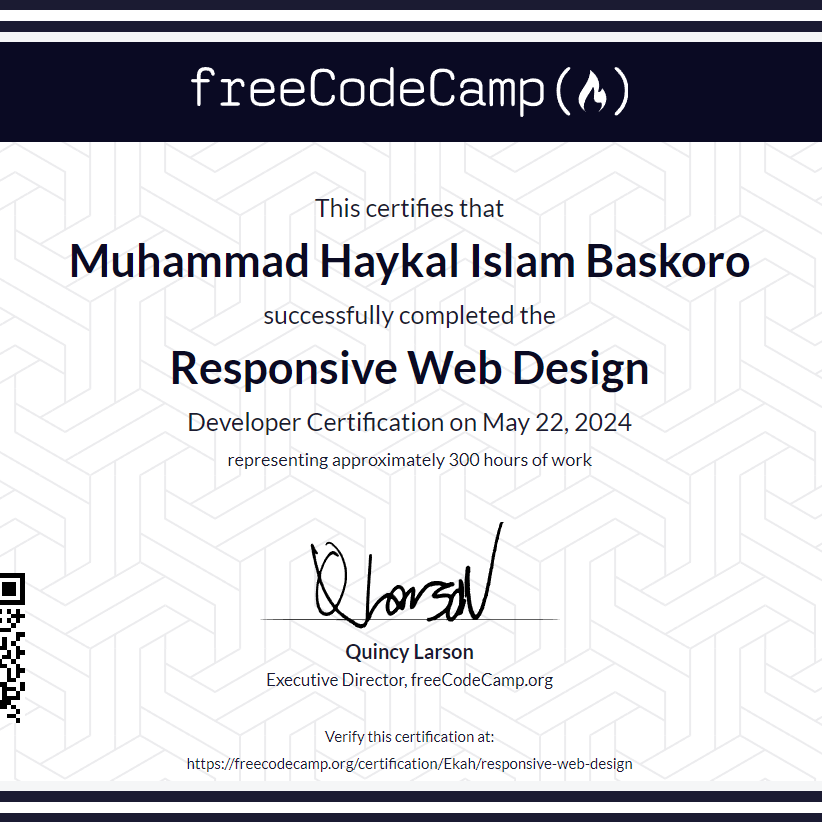 freeCodeCamp
This certifies that
Muhammad Haykal Islam Baskoro
successfully completed the
Responsive Web Design
Developer Certification on May 22, 2024
representing approximately 300 hours of work
QLarson
Quincy Larson
Executive Director, freeCodeCamp.org
Verify this certification at:
https://freecodecamp.org/certification/Ekah/responsive-web-design